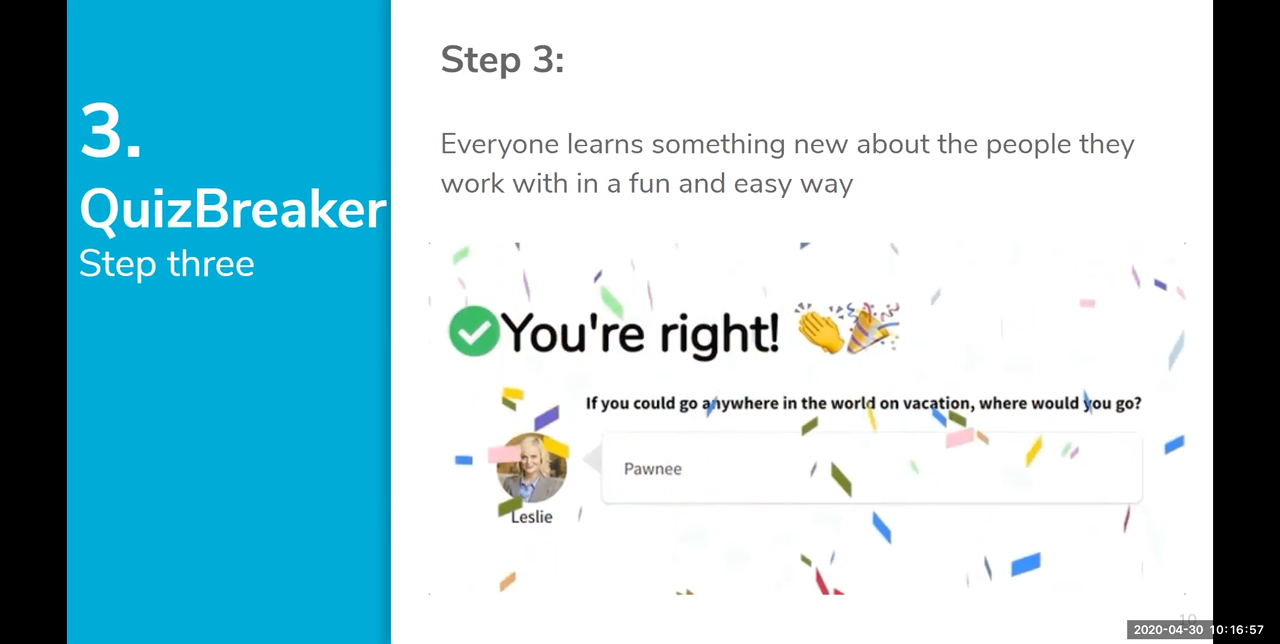 3.
QuizBreaker
Step three
Step 3:
Everyone learns something new about the people they
work with in a fun and easy way
You're right!
If you could go anywhere in the world on vacation, where would you go?
Pawnee
Leslie
2020-04-30 10:16:57